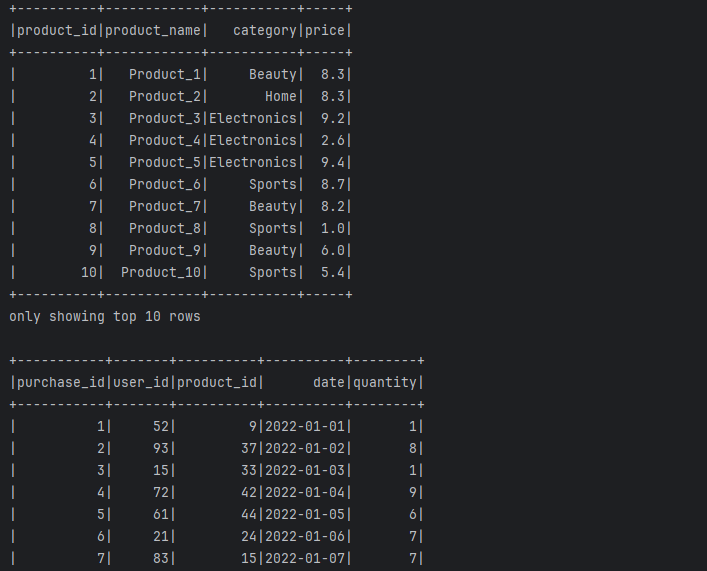 +----------+------------+-----------+-----+
|product_id|product_name|   category|price|
+----------+------------+-----------+-----+
|         1|   Product_1|     Beauty|  8.3|
|         2|   Product_2|       Home|  8.3|
|         3|   Product_3|Electronics|  9.2|
|         4|   Product_4|Electronics|  2.6|
|         5|   Product_5|Electronics|  9.4|
|         6|   Product_6|     Sports|  8.7|
|         7|   Product_7|     Beauty|  8.2|
|         8|   Product_8|     Sports|  1.0|
|         9|   Product_9|     Beauty|  6.0|
|        10|  Product_10|     Sports|  5.4|
+----------+------------+-----------+-----+
only showing top 10 rows

+-----------+-------+----------+----------+--------+
|purchase_id|user_id|product_id|      date|quantity|
+-----------+-------+----------+----------+--------+
|          1|     52|         9|2022-01-01|       1|
|          2|     93|        37|2022-01-02|       8|
|          3|     15|        33|2022-01-03|       1|
|          4|     72|        42|2022-01-04|       9|
|          5|     61|        44|2022-01-05|       6|
|          6|     21|        24|2022-01-06|       7|
|          7|     83|        15|2022-01-07|       7|